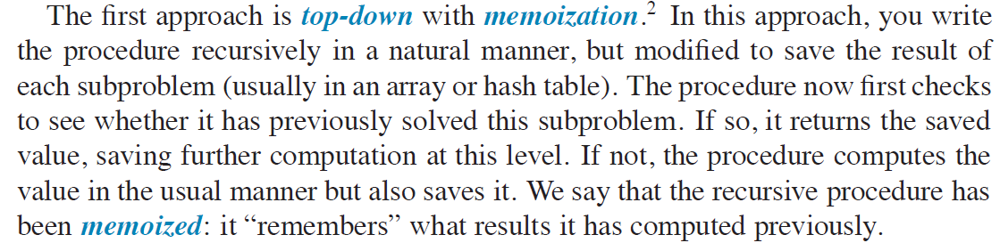 The first approach is top-down with memoization.² In this approach, you write
the procedure recursively in a natural manner, but modified to save the result of
each subproblem (usually in an array or hash table). The procedure now first checks
to see whether it has previously solved this subproblem. If so, it returns the saved
value, saving further computation at this level. If not, the procedure computes the
value in the usual manner but also saves it. We say that the recursive procedure has
been memoized: it “remembers” what results it has computed previously.